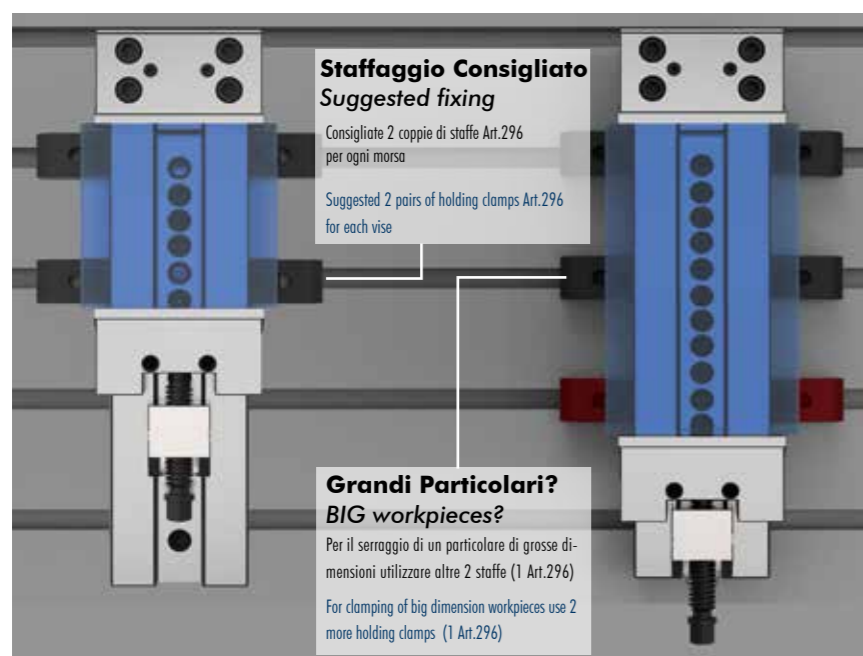 Staffaggio Consigliato
Suggested fixing
Consigliate 2 coppie di staffe Art.296
per ogni morsa
Suggested 2 pairs of holding clamps Art.296
for each vise
Grandi Particolari?
BIG workpieces?
Per il serraggio di un particolare di grosse di-
mensioni utilizzare altre 2 staffe (1 Art.296)
For clamping of big dimension workpieces use 2
more holding clamps (1 Art.296)